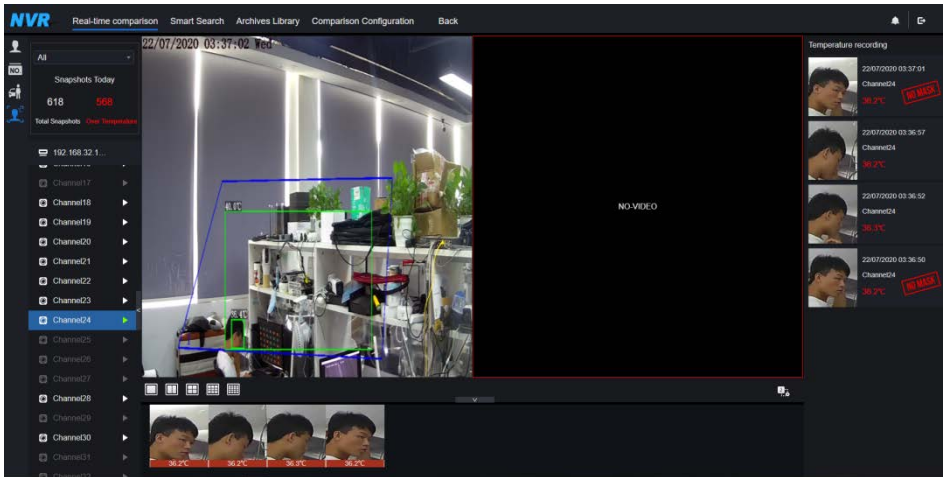 NVR
Real-time comparison Smart Search Archives Library Comparison Configuration Back
NO.
All
Snapshots Today
618 568
Total Snapshots Over Temperature
192.168.32.1...
Channel17
Channel18
Channel19
Channel20
Channel21
Channel22
Channel23
Channel24
Channel25
Channel26
Channel27
Channel28
Channel29
Channel30
Channel31
22/07/2020 03:37:02 Wed
NO-VIDEO
Temperature recording
22/07/2020 03:37:01
Channel24
36.2°C
NO MASK
22/07/2020 03:36:57
Channel24
36.2°C
22/07/2020 03:36:52
Channel24
36.3°C
22/07/2020 03:36:50
Channel24
36.2°C
NO MASK
36.2°C 36.2°C 36.3°C 36.2°C